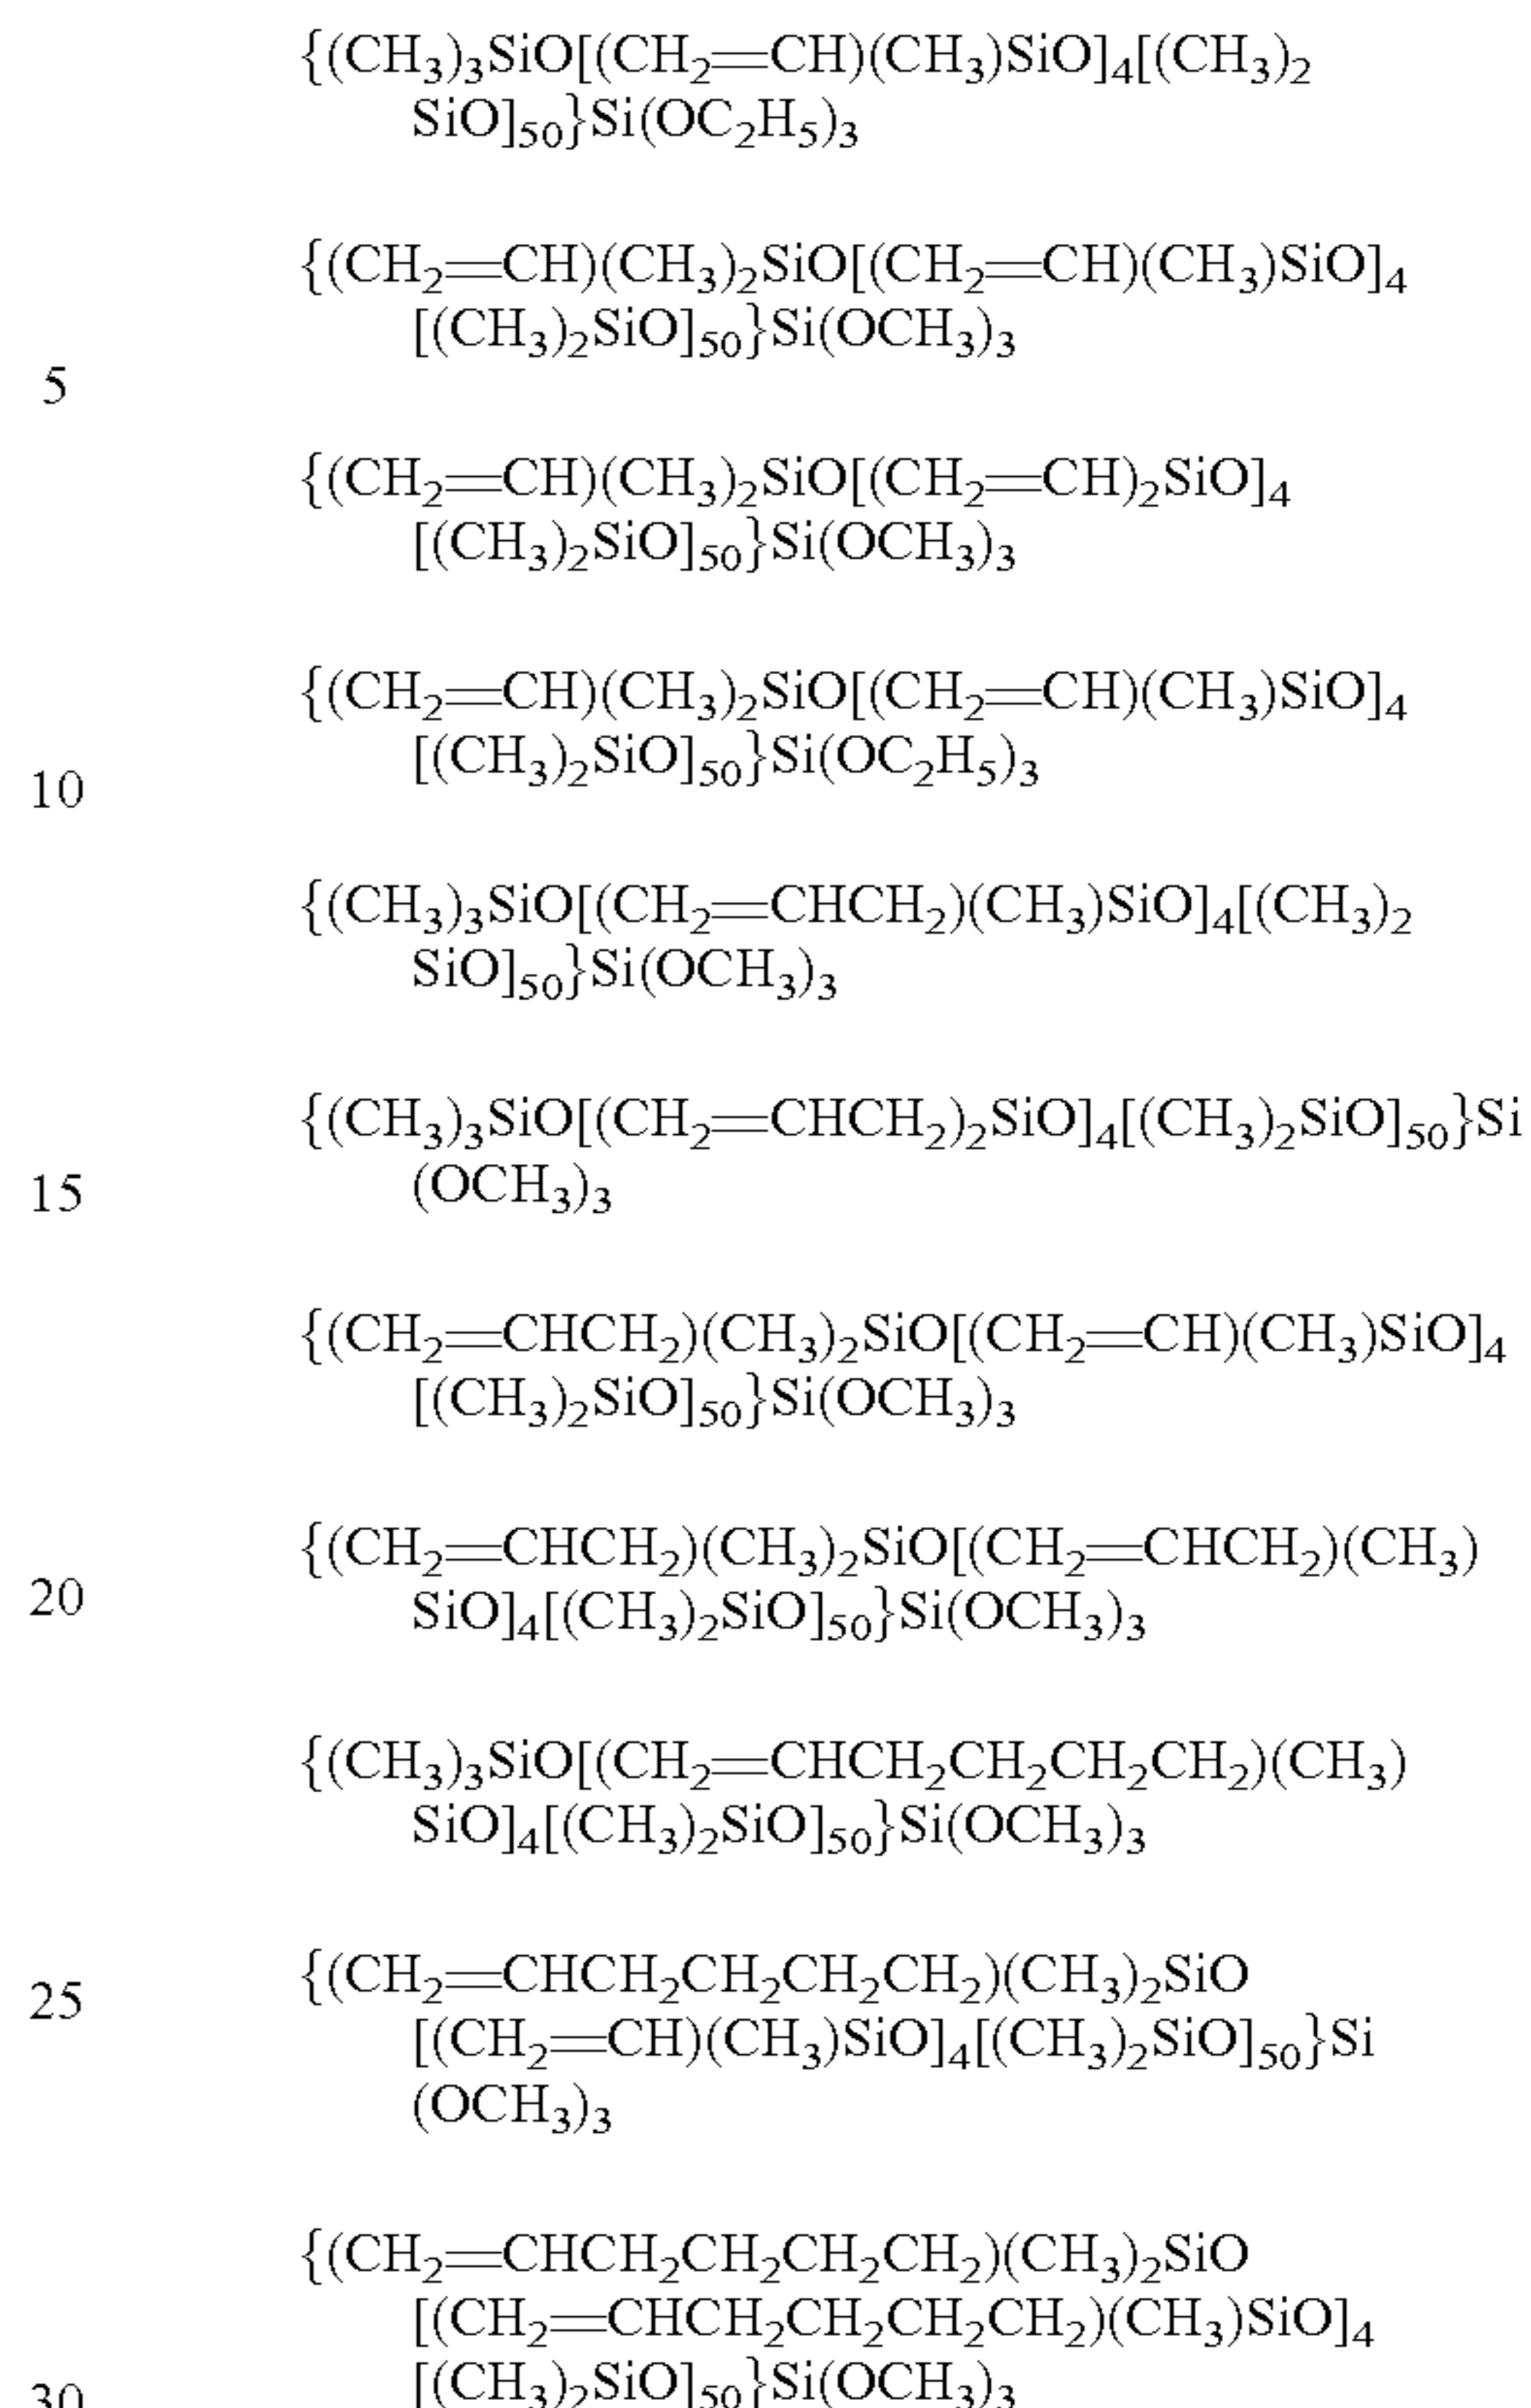 {(CH₃)₃SiO[(CH₂=CH)(CH₃)SiO]₄[(CH₃)₂
SiO]₅₀}Si(OC₂H₅)₃
{(CH₂=CH)(CH₃)₂SiO[(CH₂=CH)(CH₃)SiO]₄
[(CH₃)₂SiO]₅₀}Si(OCH₃)₃
5
{(CH₂=CH)(CH₃)₂SiO[(CH₂=CH)₂SiO]₄
[(CH₃)₂SiO]₅₀}Si(OCH₃)₃
{(CH₂=CH)(CH₃)₂SiO[(CH₂=CH)(CH₃)SiO]₄
[(CH₃)₂SiO]₅₀}Si(OC₂H₅)₃
10
{(CH₃)₃SiO[(CH₂=CHCH₂)(CH₃)SiO]₄[(CH₃)₂
SiO]₅₀}Si(OCH₃)₃
{(CH₃)₃SiO[(CH₂=CHCH₂)₂SiO]₄[(CH₃)₂SiO]₅₀}Si
15 (OCH₃)₃
{(CH₂=CHCH₂)(CH₃)₂SiO[(CH₂=CH)(CH₃)SiO]₄
[(CH₃)₂SiO]₅₀}Si(OCH₃)₃
{(CH₂=CHCH₂)(CH₃)₂SiO[(CH₂=CHCH₂)(CH₃)
20 SiO]₄[(CH₃)₂SiO]₅₀}Si(OCH₃)₃
{(CH₃)₃SiO[(CH₂=CHCH₂CH₂CH₂CH₂)(CH₃)
SiO]₄[(CH₃)₂SiO]₅₀}Si(OCH₃)₃
25 {(CH₂=CHCH₂CH₂CH₂CH₂)(CH₃)₂SiO
[(CH₂=CH)(CH₃)SiO]₄[(CH₃)₂SiO]₅₀}Si
(OCH₃)₃
{(CH₂=CHCH₂CH₂CH₂CH₂)(CH₃)₂SiO
[(CH₂=CHCH₂CH₂CH₂CH₂)(CH₃)SiO]₄
30 [(CH₃)₂SiO]₅₀}Si(OCH₃)₃